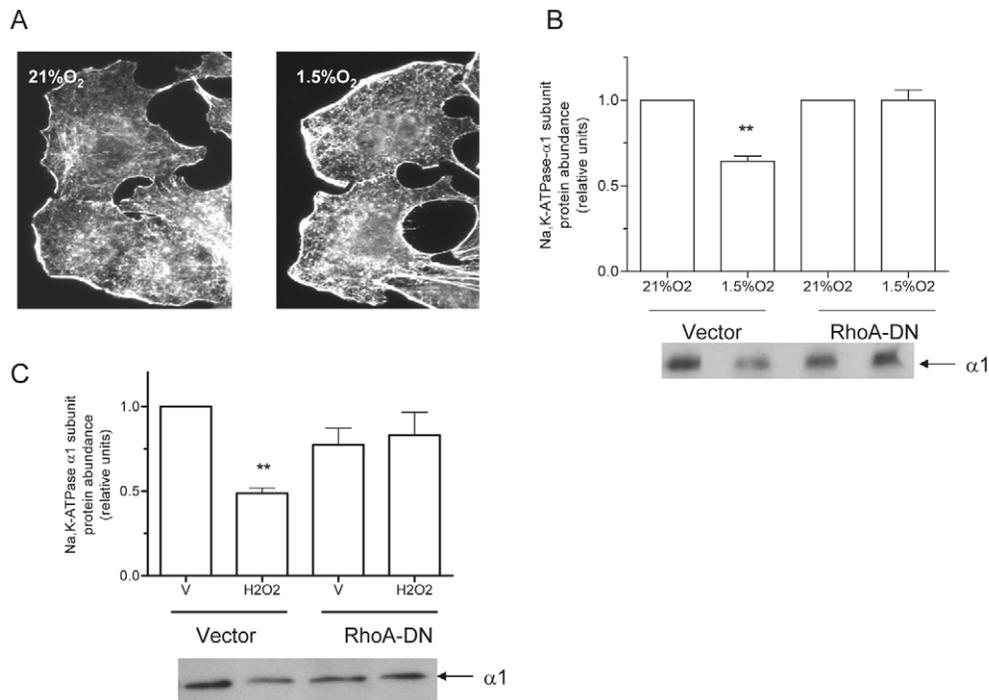 A
21%O2
1.5%O2
B
Na,K-ATPase-α1 subunit
protein abundance
(relative units)
1.0
0.5
0.0
**
21%O2
1.5%O2
21%O2
1.5%O2
Vector
RhoA-DN
α1
C
Na,K-ATPase α1 subunit
protein abundance
(relative units)
1.0
0.5
0.0
**
V
H2O2
V
H2O2
Vector
RhoA-DN
α1